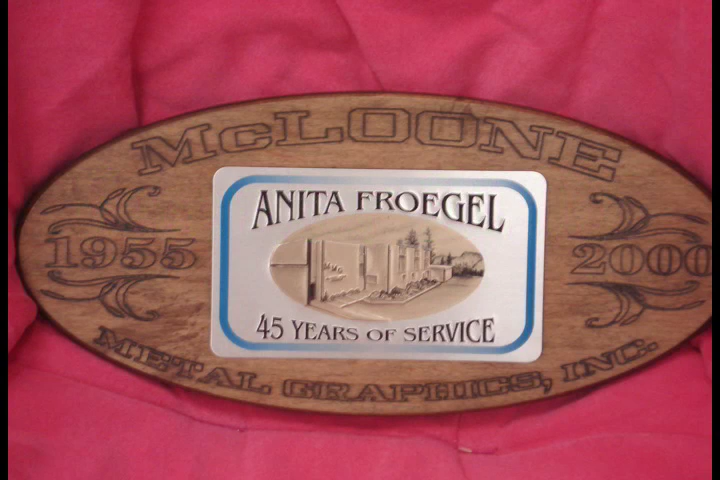 McLOONE
1955
2000
ANITA FROEGEL
45 YEARS OF SERVICE
METAL GRAPHICS, INC.